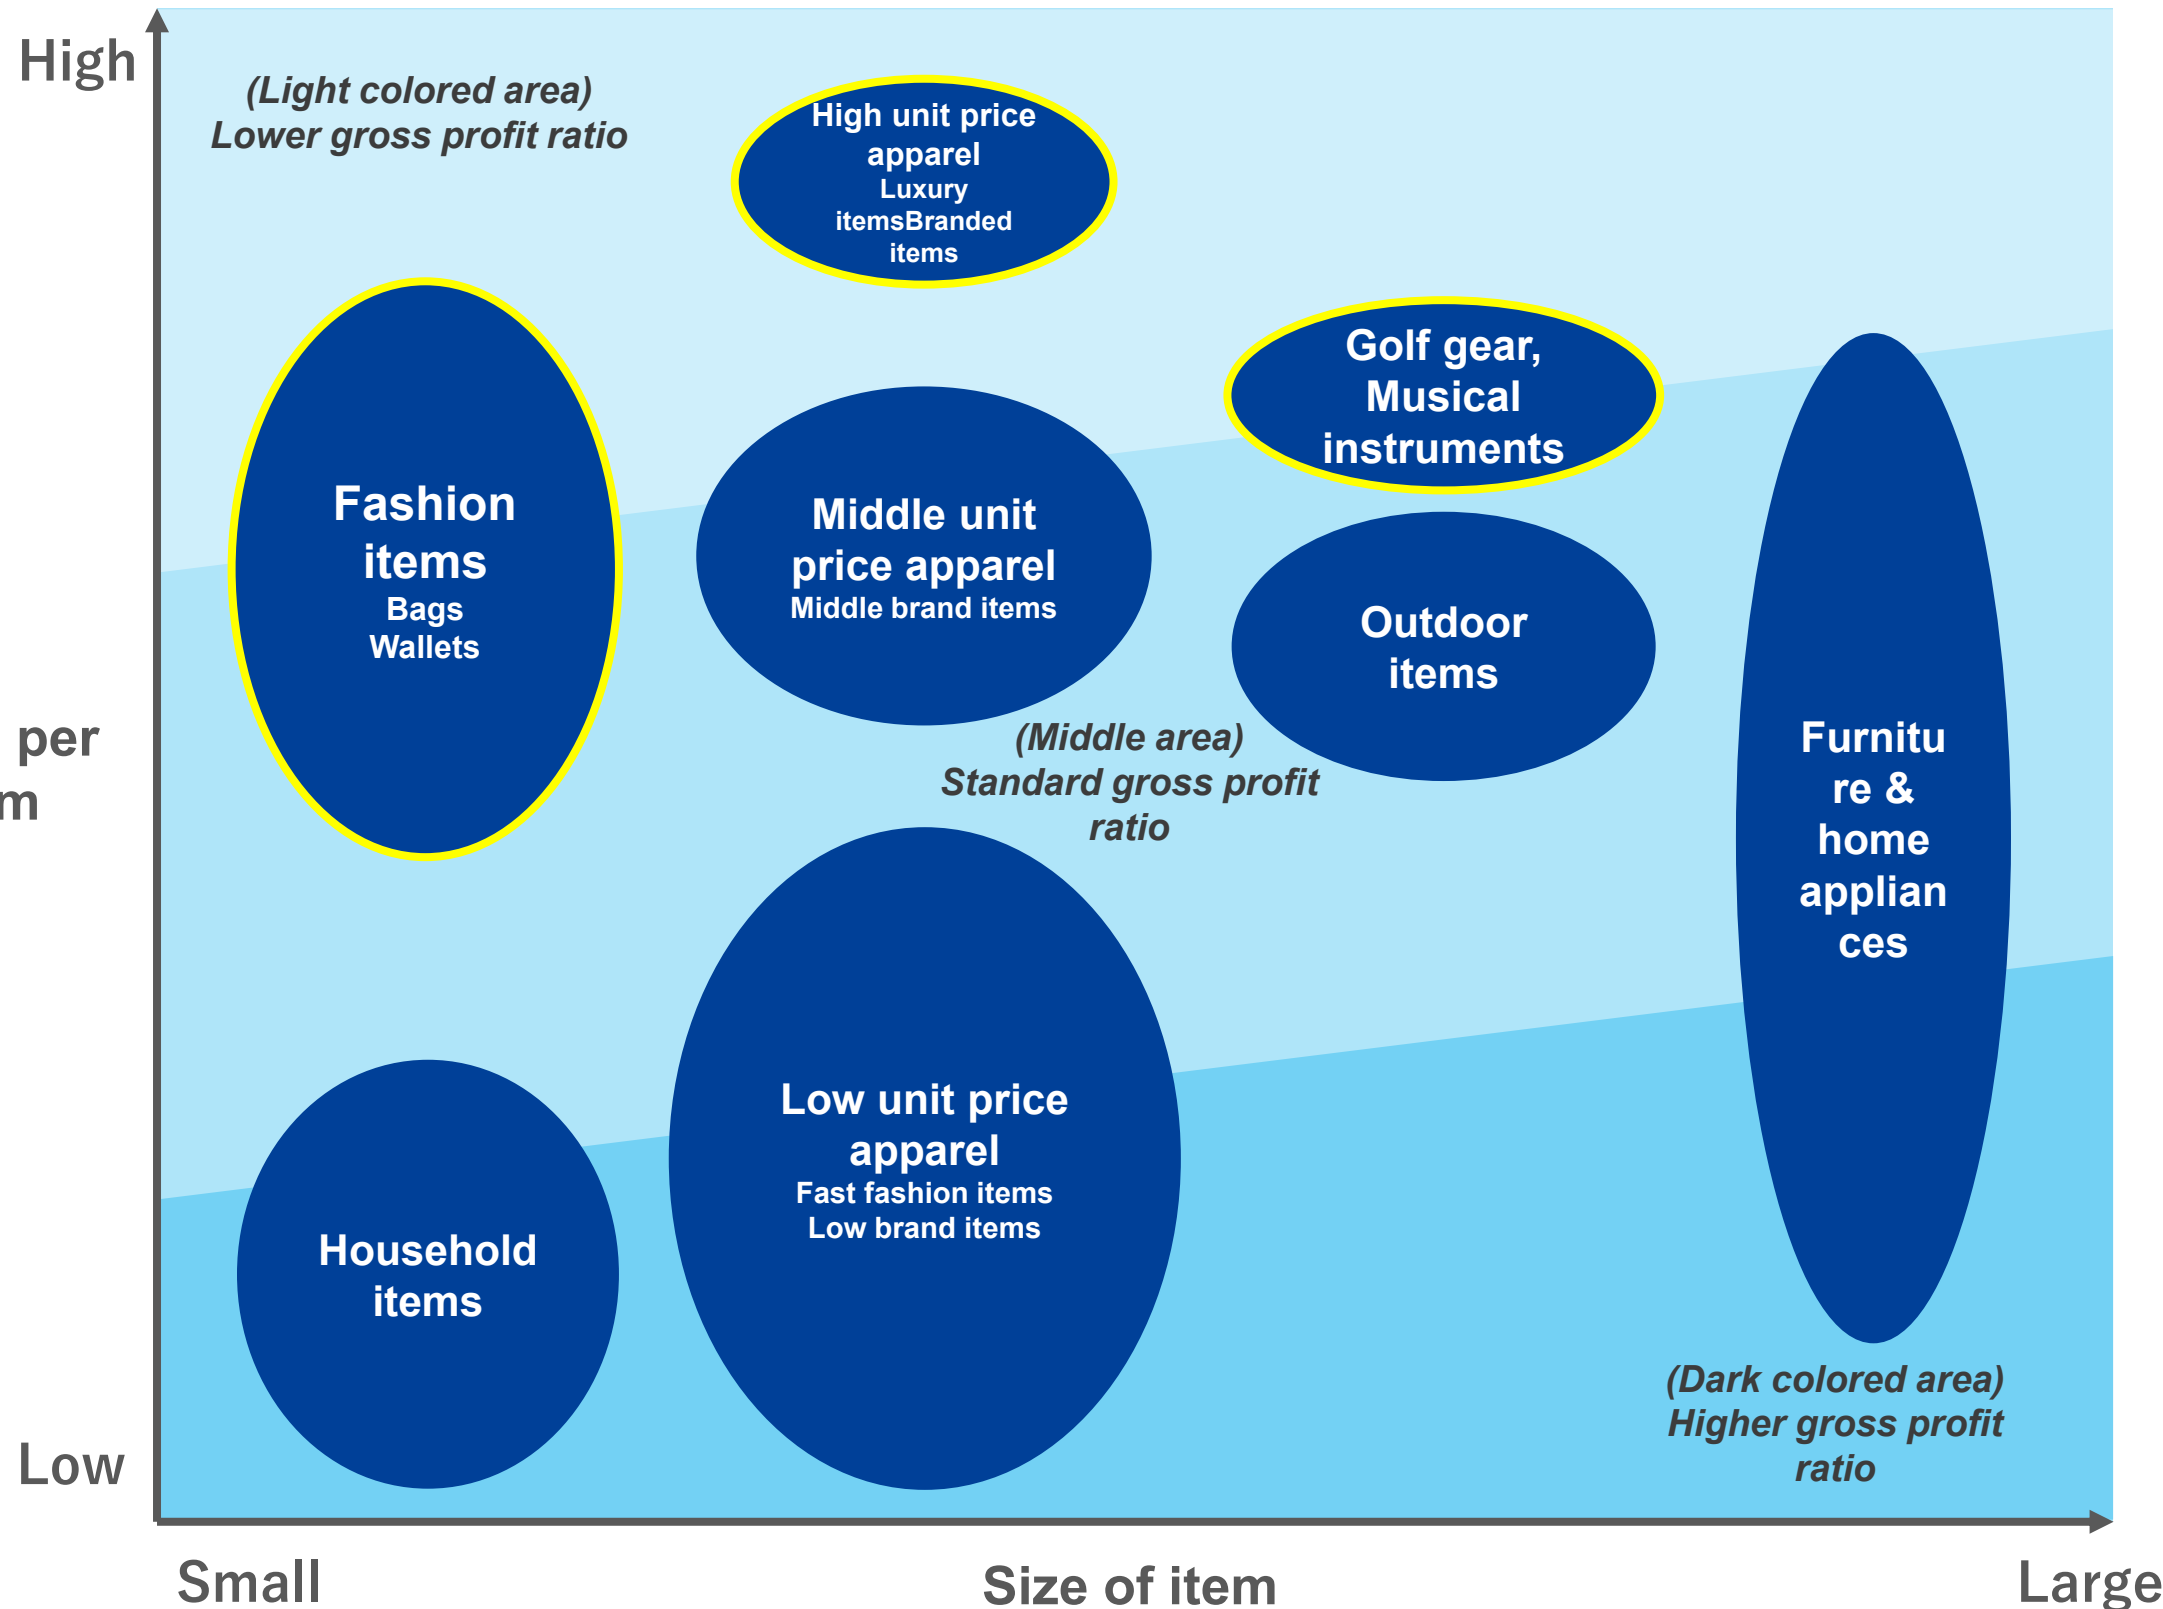 High
(Light colored area)
Lower gross profit ratio
High unit price
apparel
Luxury
itemsBranded
items
Golf gear,
Musical
instruments
Fashion
items
Bags
Wallets
Middle unit
price apparel
Middle brand items
Outdoor
items
per
m
(Middle area)
Standard gross profit
ratio
Furnitu
re &
home
applian
ces
Low unit price
apparel
Fast fashion items
Low brand items
Household
items
(Dark colored area)
Higher gross profit
ratio
Low
Small
Size of item
Large